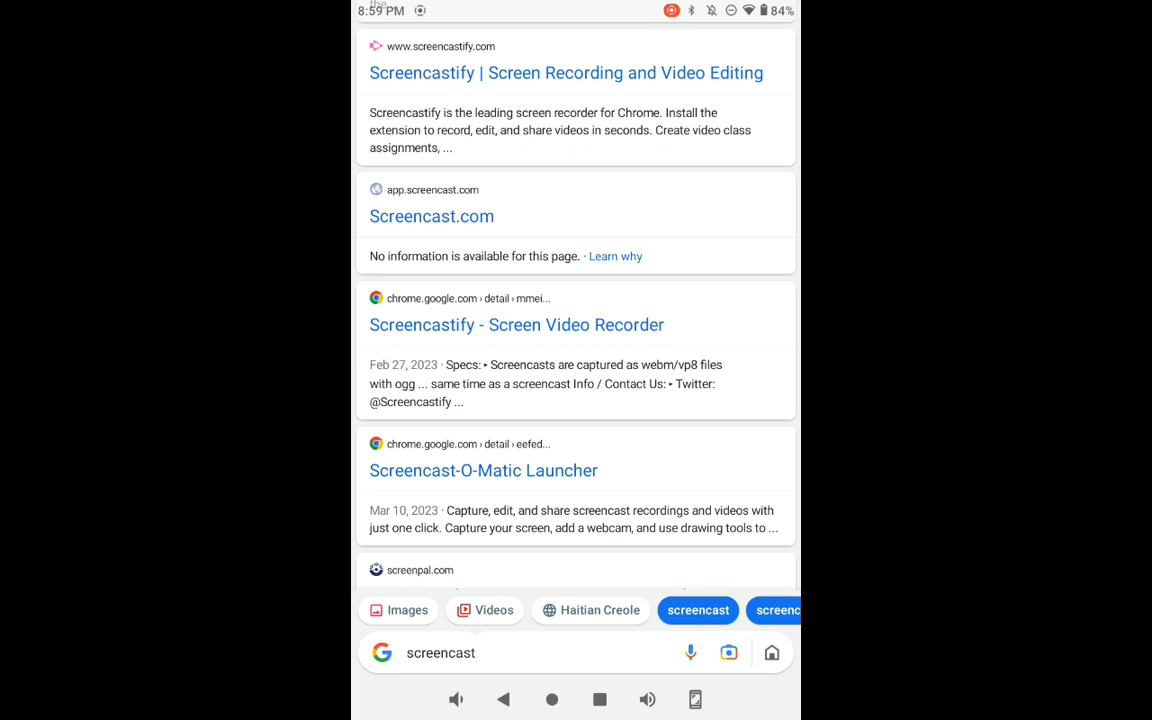 the
8:59 PM
84%
www.screencastify.com
Screencastify | Screen Recording and Video Editing
Screencastify is the leading screen recorder for Chrome. Install the
extension to record, edit, and share videos in seconds. Create video class
assignments, ...
app.screencast.com
Screencast.com
No information is available for this page. · Learn why
chrome.google.com › detail › mmei...
Screencastify - Screen Video Recorder
Feb 27, 2023 · Specs: ‣ Screencasts are captured as webm/vp8 files
with ogg ... same time as a screencast Info / Contact Us: ‣ Twitter:
@Screencastify ...
chrome.google.com › detail › eefed...
Screencast-O-Matic Launcher
Mar 10, 2023 · Capture, edit, and share screencast recordings and videos with
just one click. Capture your screen, add a webcam, and use drawing tools to ...
screenpal.com
Images Videos Haitian Creole screencast screenc
screencast